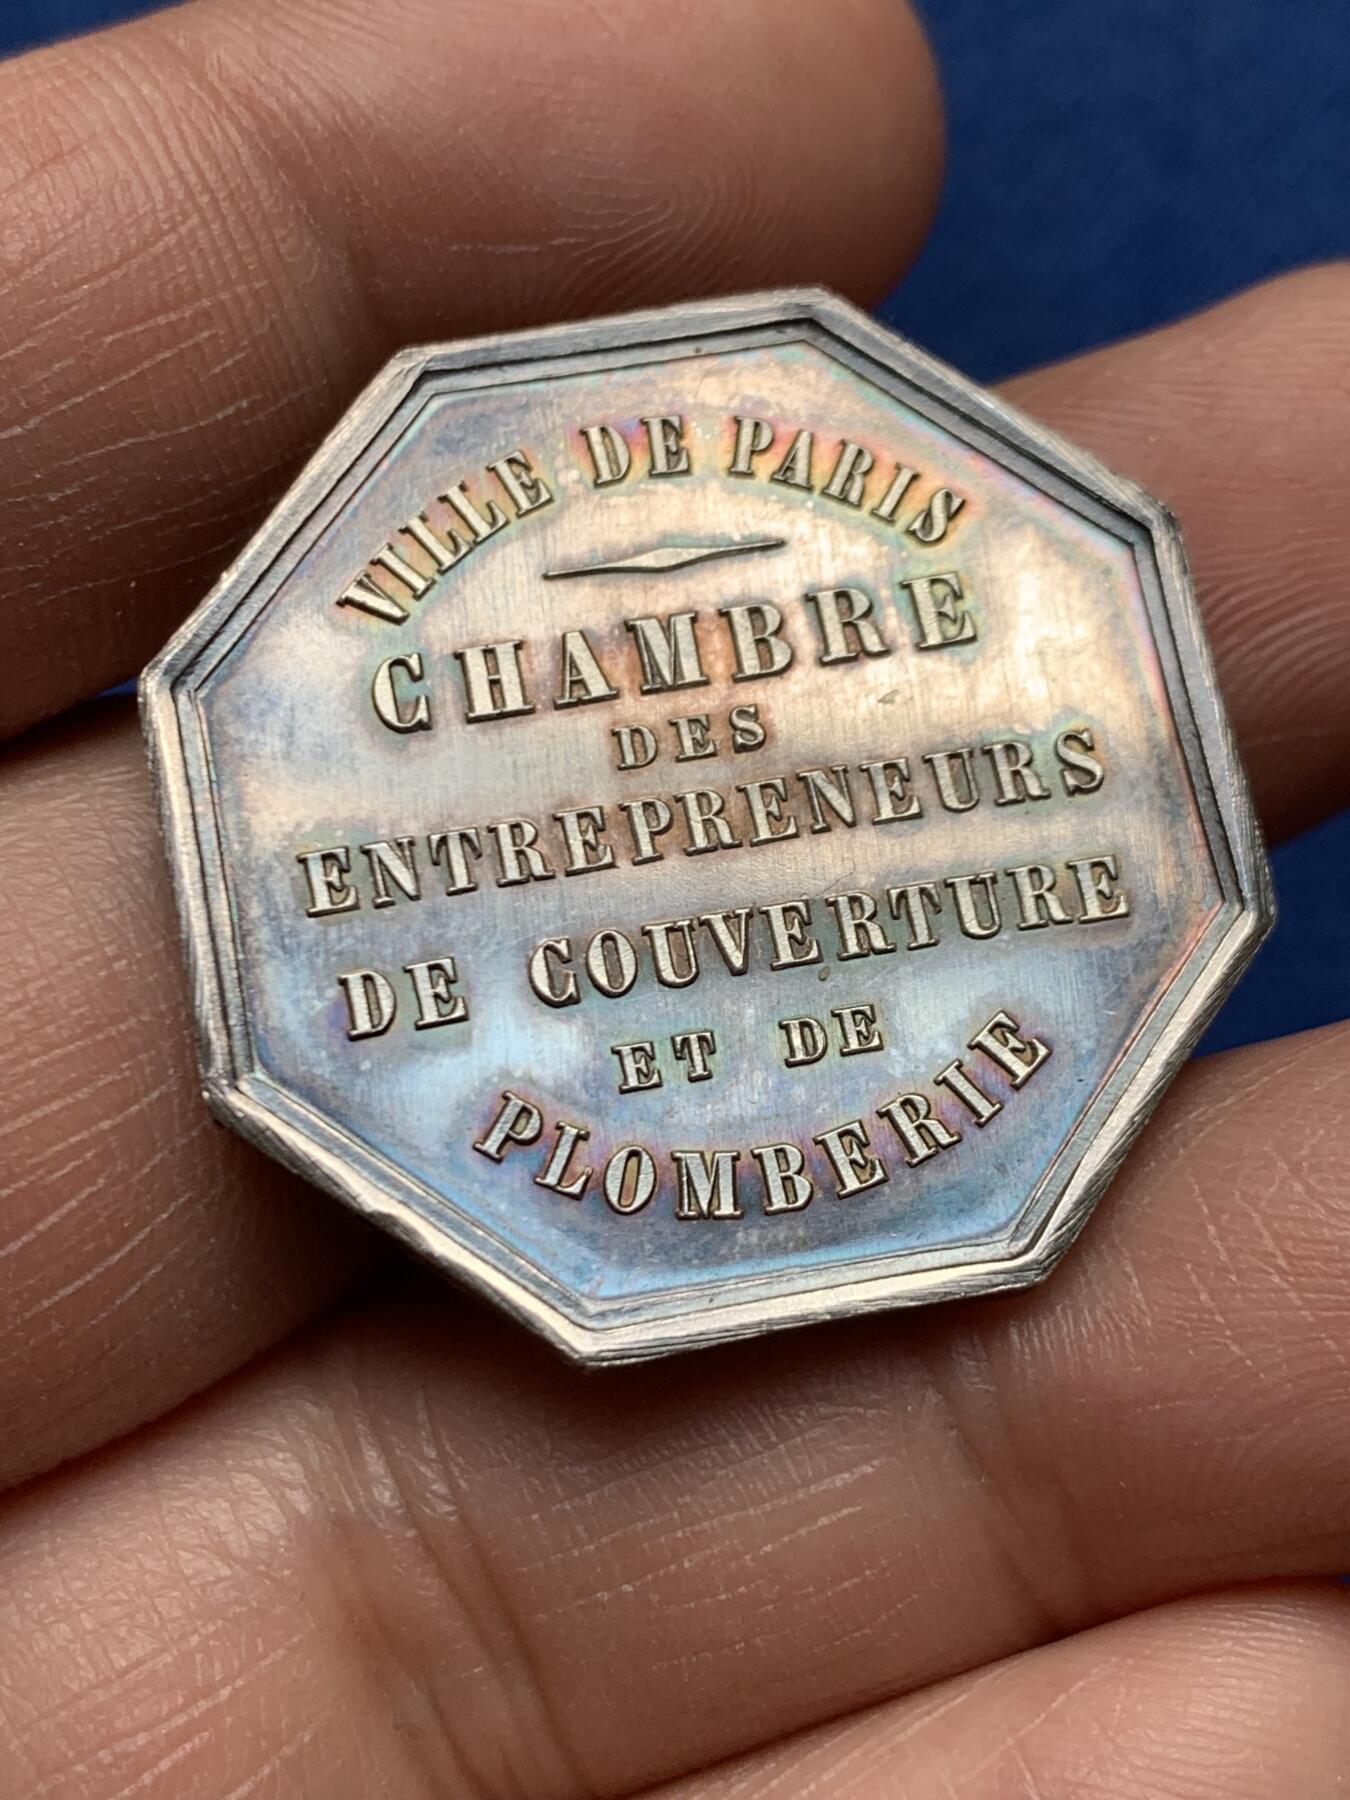 VILLE DE PARIS
CHAMBRE
DES
ENTREPRENEURS
DE COUVERTURE
ET DE
PLOMBERIE